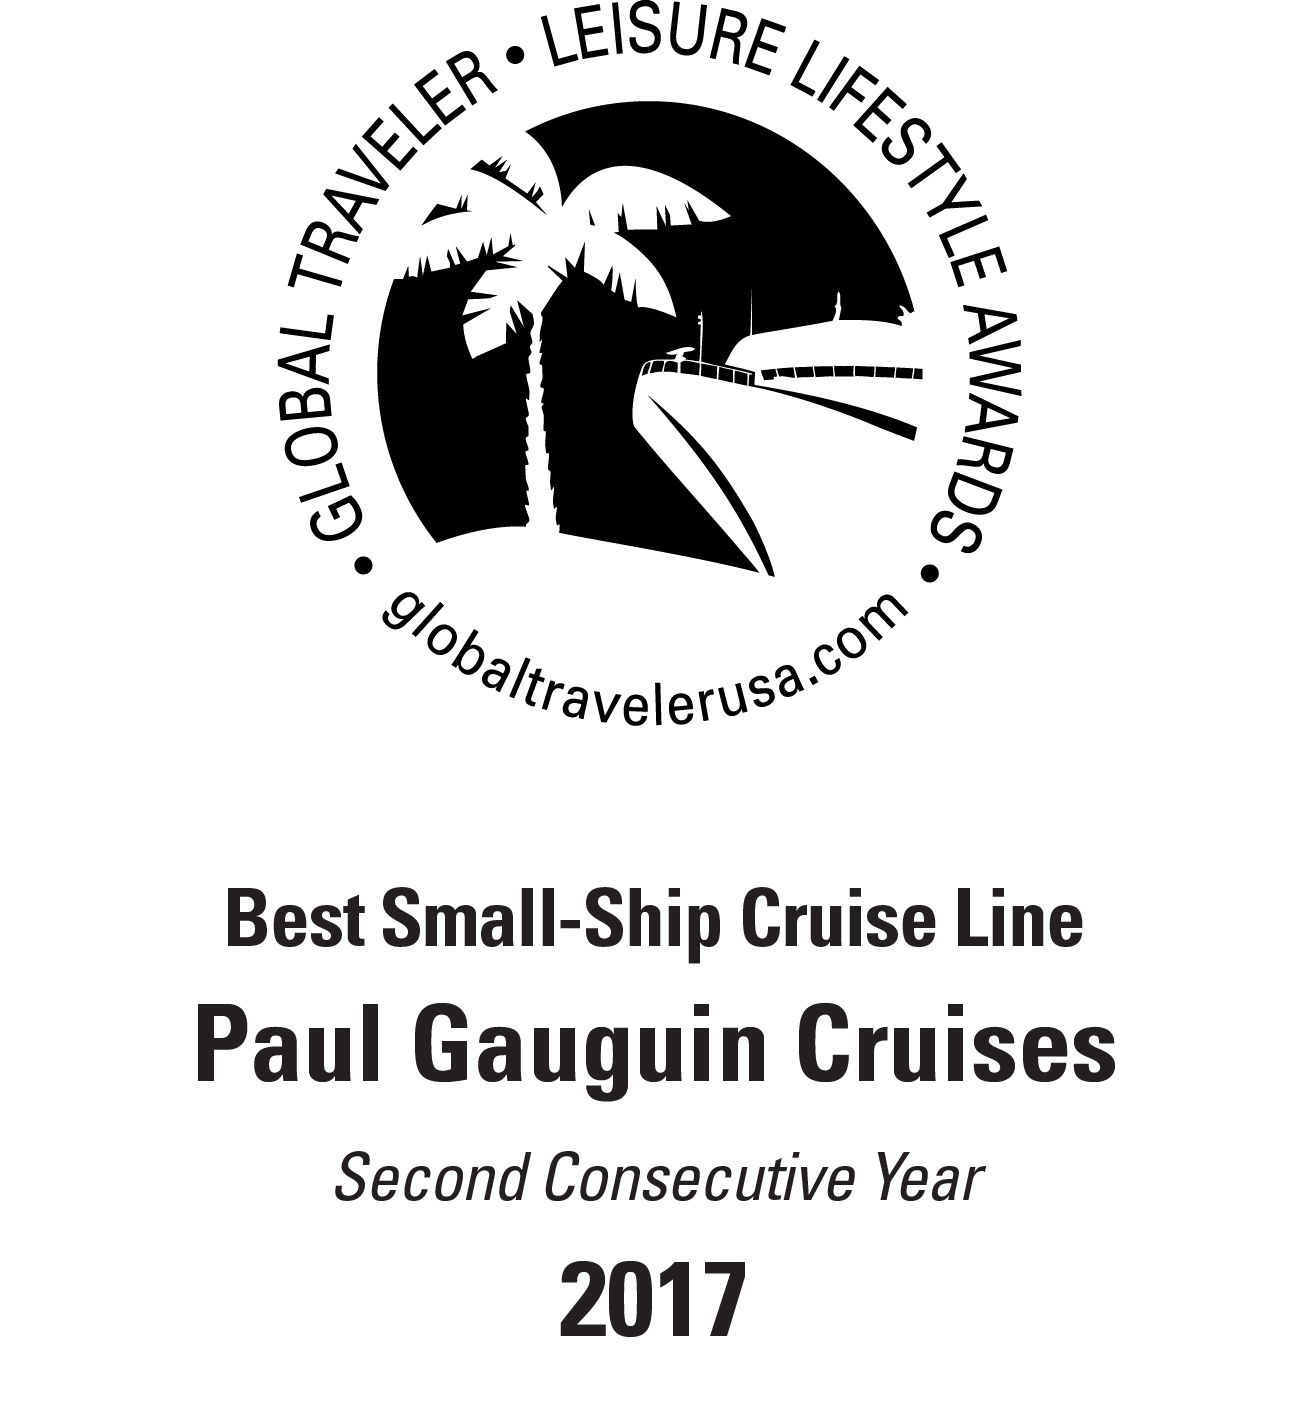 GLOBAL TRAVELER • LEISURE LIFESTYLE AWARDS •
globaltravelerusa.com
Best Small-Ship Cruise Line
Paul Gauguin Cruises
Second Consecutive Year
2017